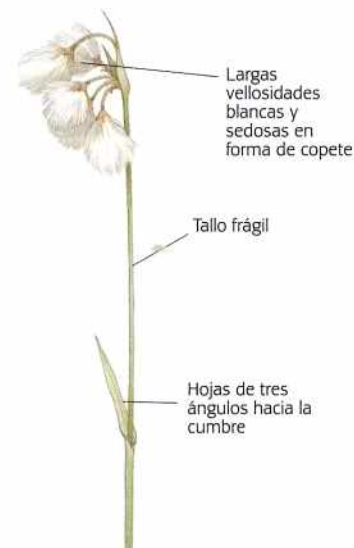 Largas
vellosidades
blancas y
sedosas en
forma de copete
Tallo frágil
Hojas de tres
ángulos hacia la
cumbre